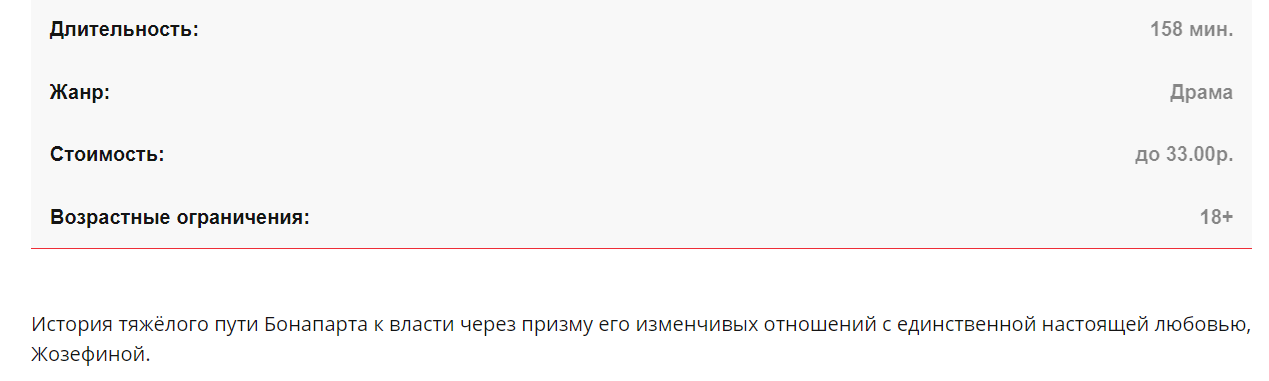 Длительность: 158 мин.
Жанр: Драма
Стоимость: до 33.00р.
Возрастные ограничения: 18+
История тяжёлого пути Бонапарта к власти через призму его изменчивых отношений с единственной настоящей любовью,
Жозефиной.